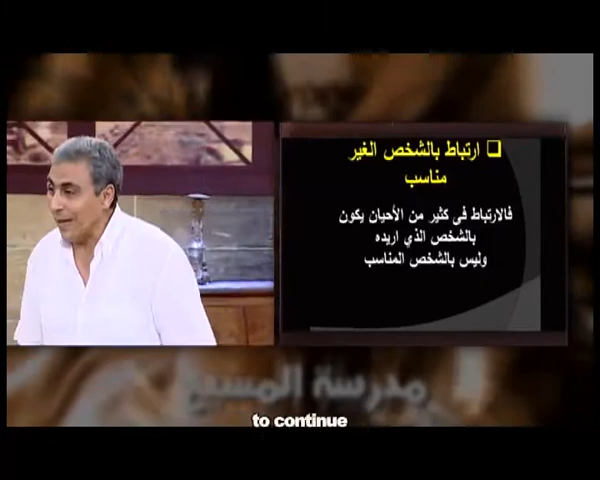 ارتباط بالشخص الغير
مناسب
فالارتباط فى كثير من الأحيان يكون
بالشخص الذي اريده
وليس بالشخص المناسب
مدرسة المسيح
to continue